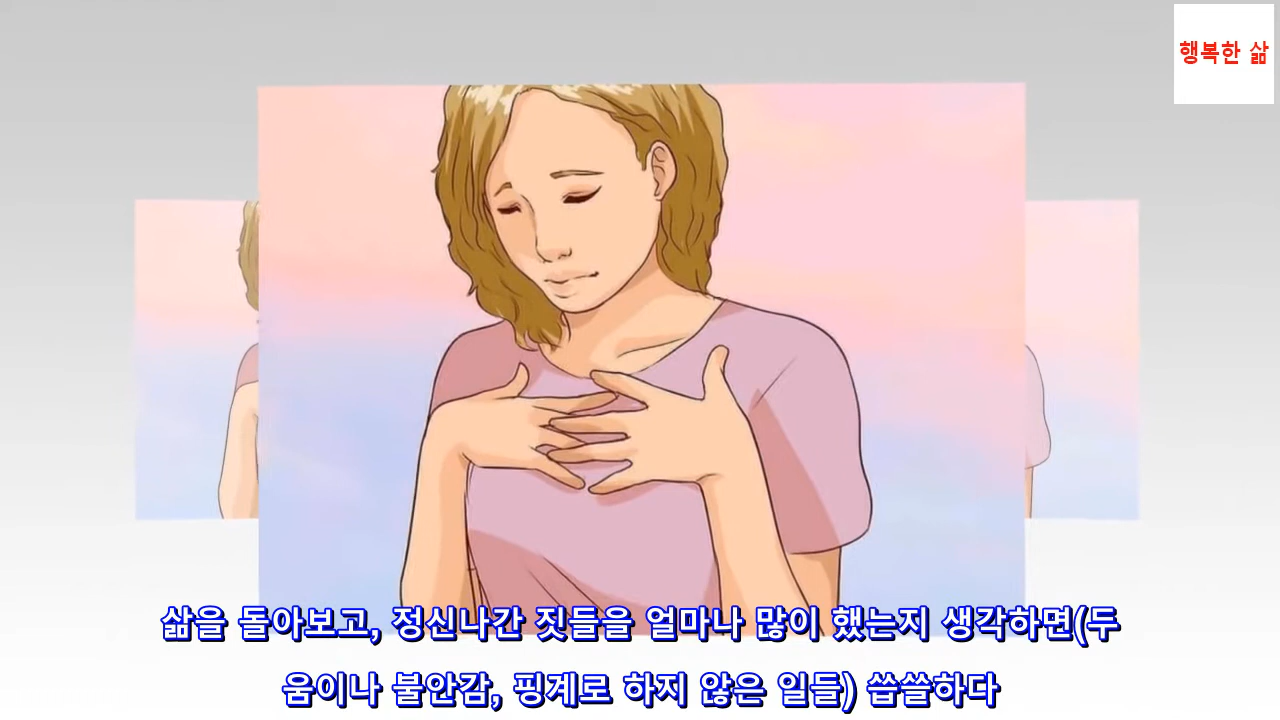 행복한 삶
삶을 돌아보고, 정신나간 짓들을 얼마나 많이 했는지 생각하면(두
움이나 불안감, 핑계로 하지 않은 일들) 씁쓸하다